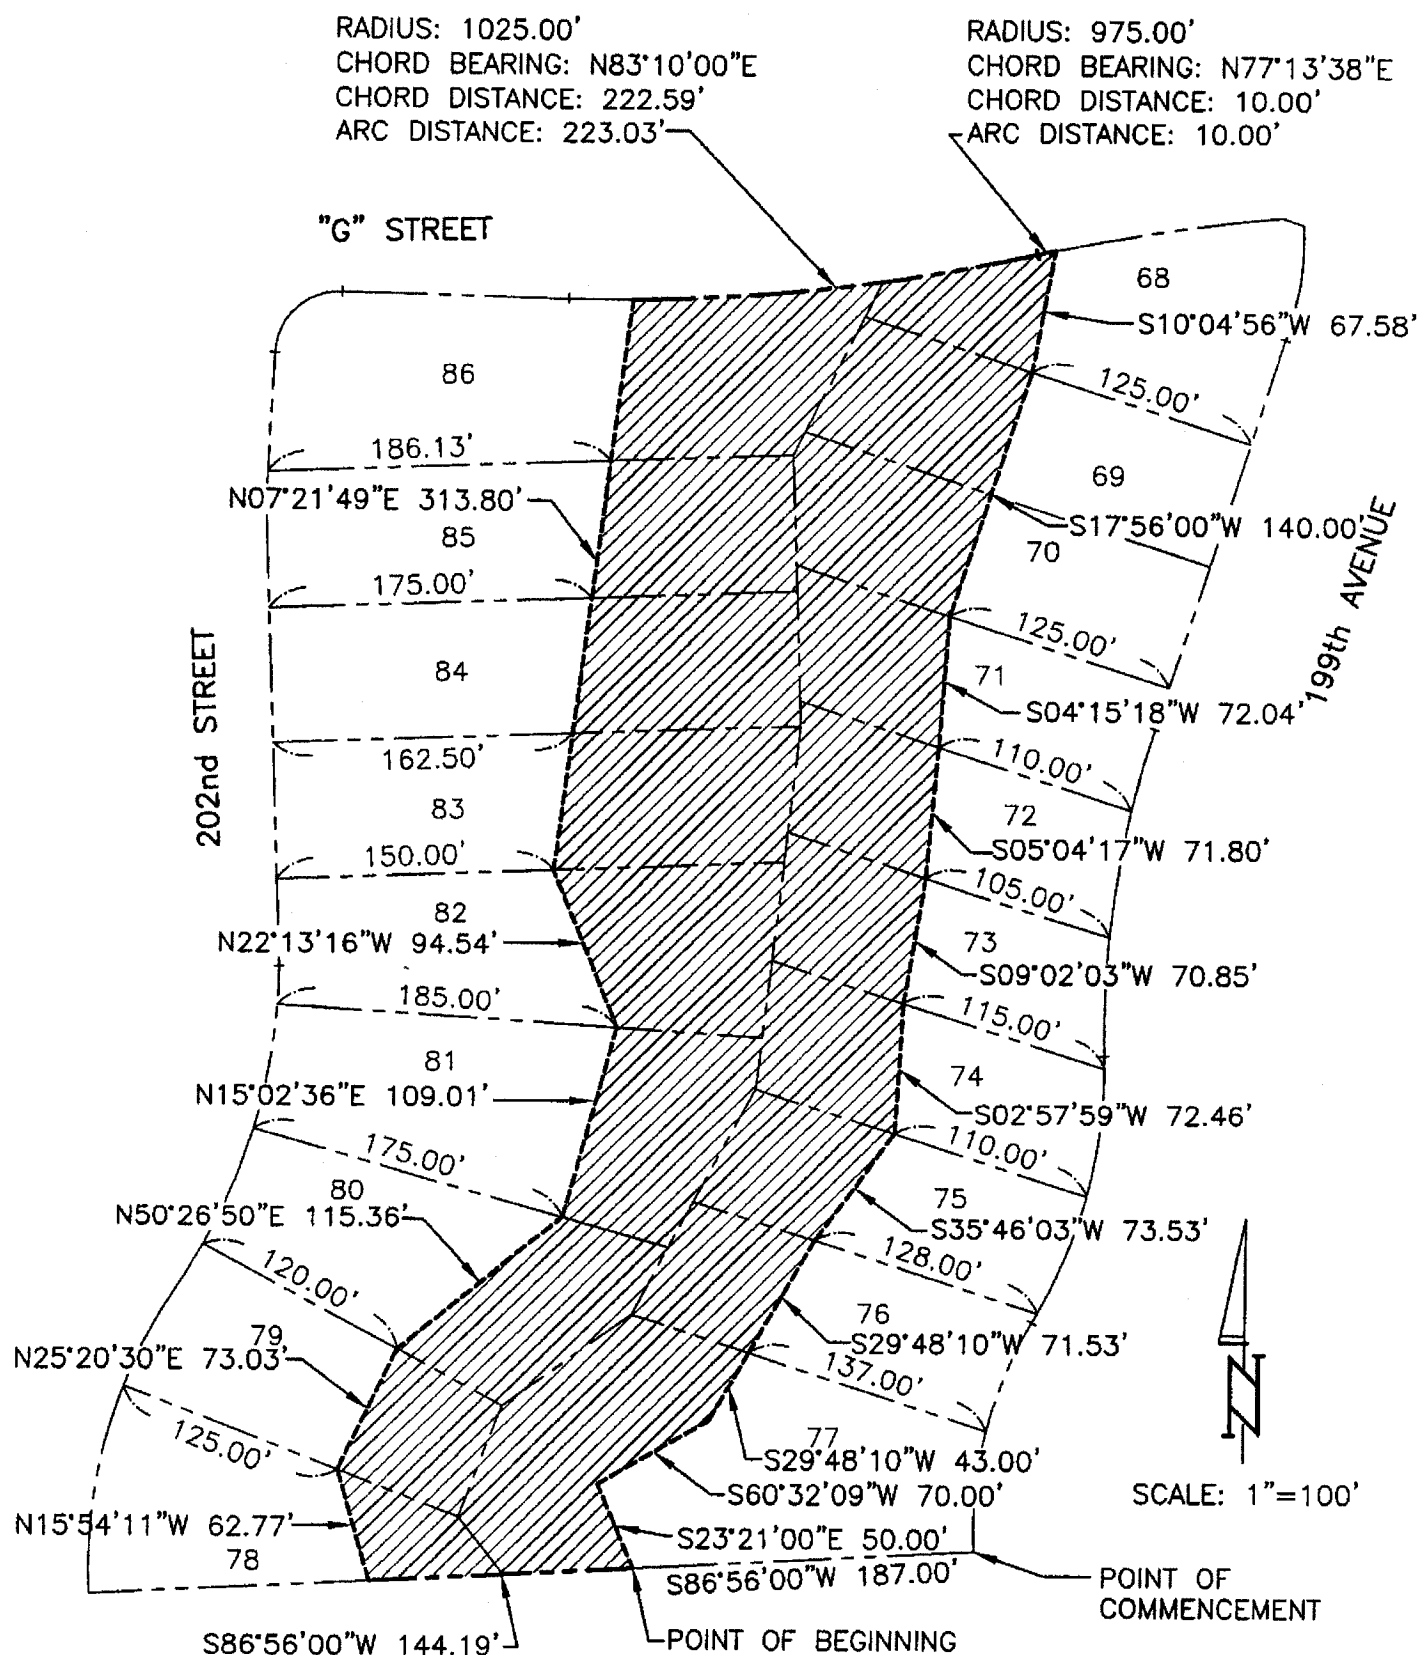 RADIUS: 1025.00'
CHORD BEARING: N83°10'00"E
CHORD DISTANCE: 222.59'
ARC DISTANCE: 223.03'
RADIUS: 975.00'
CHORD BEARING: N77°13'38"E
CHORD DISTANCE: 10.00'
ARC DISTANCE: 10.00'
"G" STREET
68
S10°04'56"W 67.58'
86
125.00'
186.13'
69
N07°21'49"E 313.80'
S17°56'00"W 140.00'
85
70
199th AVENUE
175.00'
125.00'
202nd STREET
84
71
S04°15'18"W 72.04'
162.50'
110.00'
83
72
150.00'
S05°04'17"W 71.80'
105.00'
82
N22°13'16"W 94.54'
73
S09°02'03"W 70.85'
185.00'
115.00'
81
74
N15°02'36"E 109.01'
S02°57'59"W 72.46'
175.00'
110.00'
80
75
N50°26'50"E 115.36'
S35°46'03"W 73.53'
120.00'
128.00'
76
79
S29°48'10"W 71.53'
N25°20'30"E 73.03'
137.00'
125.00'
77
S29°48'10"W 43.00'
S60°32'09"W 70.00'
N
SCALE: 1"=100'
N15°54'11"W 62.77'
S23°21'00"E 50.00'
78
S86°56'00"W 187.00'
POINT OF
COMMENCEMENT
S86°56'00"W 144.19'
POINT OF BEGINNING